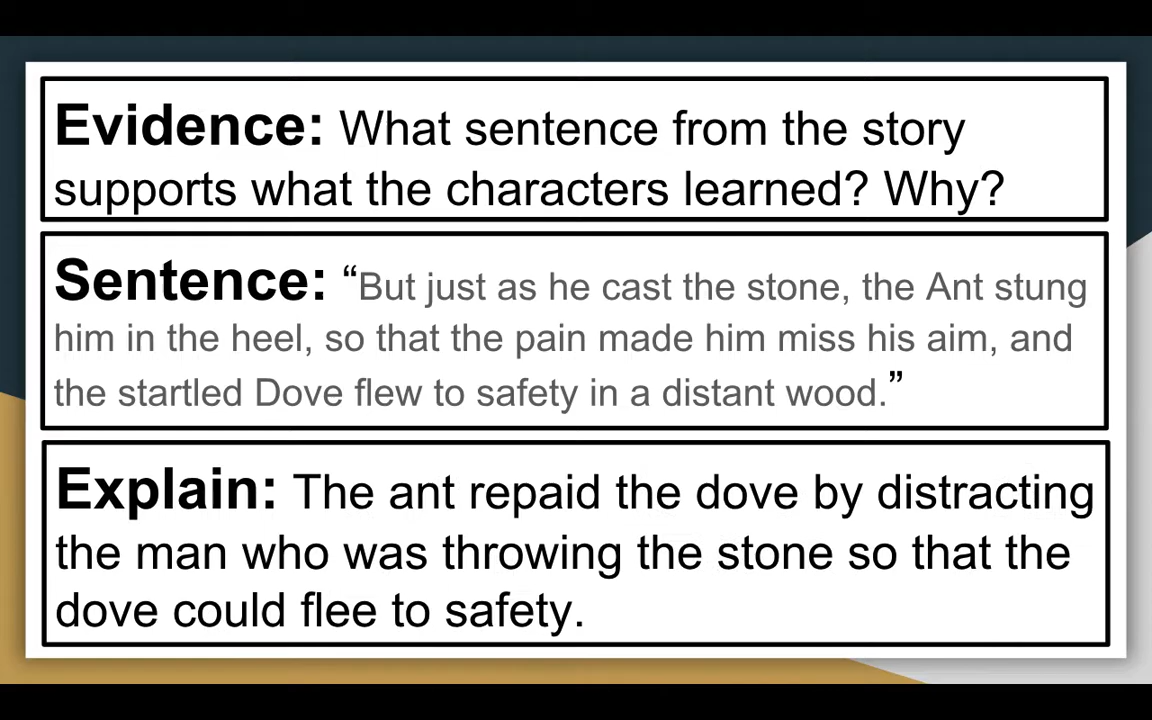 Evidence: What sentence from the story
supports what the characters learned? Why?
Sentence: “But just as he cast the stone, the Ant stung
him in the heel, so that the pain made him miss his aim, and
the startled Dove flew to safety in a distant wood.”
Explain: The ant repaid the dove by distracting
the man who was throwing the stone so that the
dove could flee to safety.